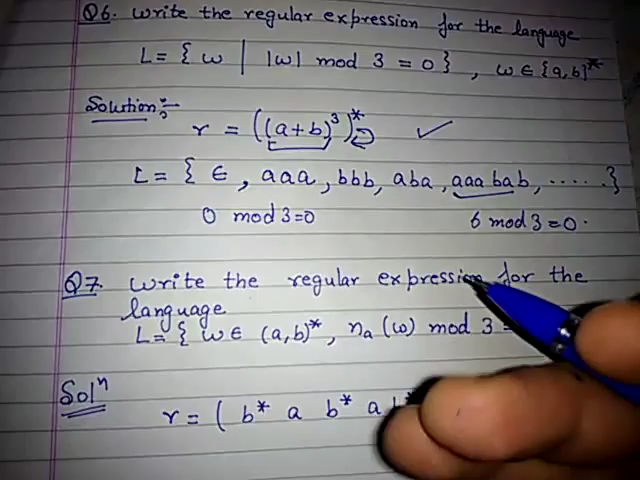 Q6. Write the regular expression for the language
L = { w | |w| mod 3 = 0 } , w ∈ {a,b}*
Solution:-
r = ((a+b)³)* ✓
L = { ∈ , aaa , bbb, aba , aaabab, ..... }
0 mod 3=0 6 mod 3 = 0.
Q7. Write the regular expression for the
language
L = { w ∈ (a,b)*, nₐ (w) mod 3
Solⁿ
r = ( b* a b* a